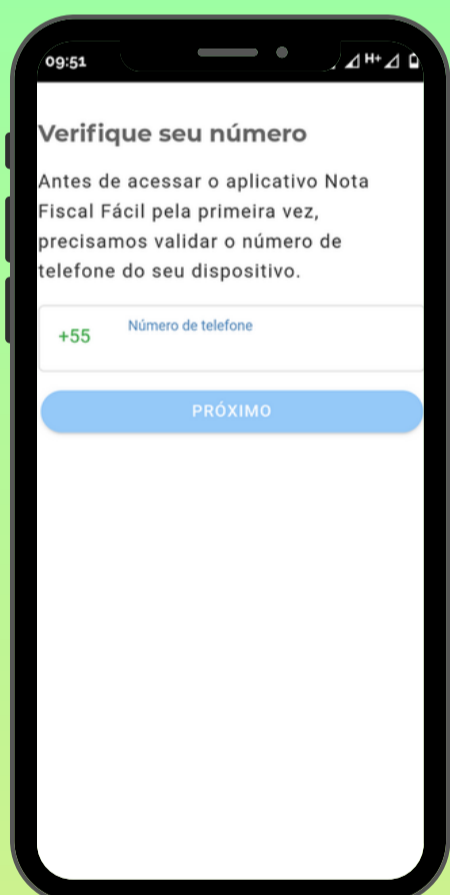 09:51
H+
Verifique seu número
Antes de acessar o aplicativo Nota
Fiscal Fácil pela primeira vez,
precisamos validar o número de
telefone do seu dispositivo.
+55
Número de telefone
PRÓXIMO